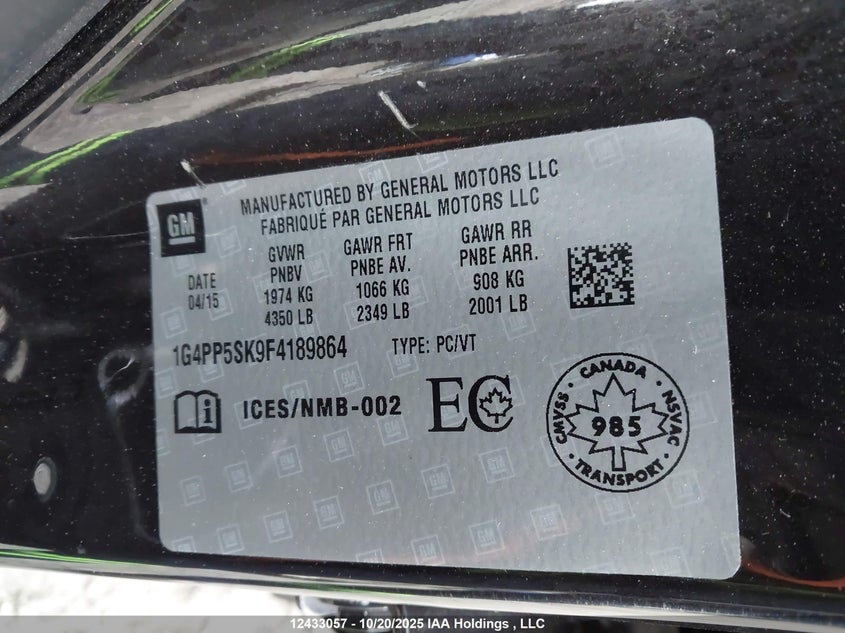 GM
MANUFACTURED BY GENERAL MOTORS LLC
FABRIQUÉ PAR GENERAL MOTORS LLC
DATE
04/15
GVWR
PNBV
1974 KG
4350 LB
GAWR FRT
PNBE AV.
1066 KG
2349 LB
GAWR RR
PNBE ARR.
908 KG
2001 LB
1G4PP5SK9F4189864 TYPE: PC/VT
ICES/NMB-002
EC
CANADA
CMVSS
985
NSVAC
TRANSPORT
12433057 - 10/20/2025 IAA Holdings , LLC